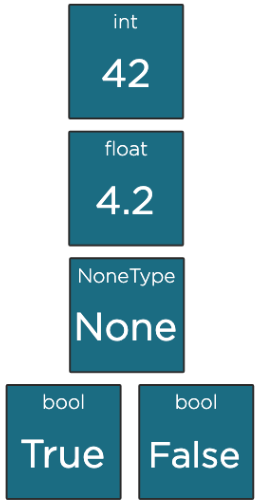 int
42
float
4.2
NoneType
None
bool
True
bool
False